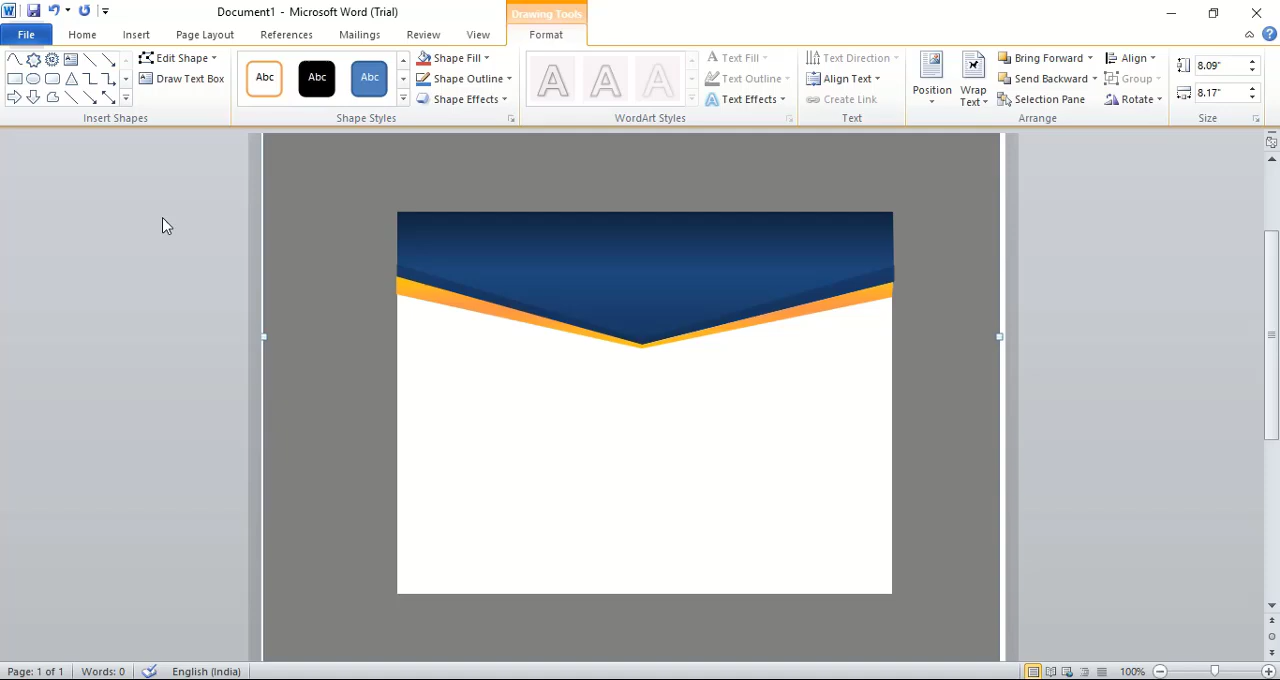 Document1 - Microsoft Word (Trial)
Drawing Tools
File Home Insert Page Layout References Mailings Review View Format
Edit Shape
Draw Text Box
Insert Shapes
Abc Abc Abc
Shape Fill
Shape Outline
Shape Effects
Shape Styles
A A A
Text Fill
Text Outline
Text Effects
WordArt Styles
Text Direction
Align Text
Create Link
Text
Position
Wrap
Text
Bring Forward
Send Backward
Selection Pane
Align
Group
Rotate
Arrange
8.09"
8.17"
Size
Page: 1 of 1 Words: 0 English (India) 100%